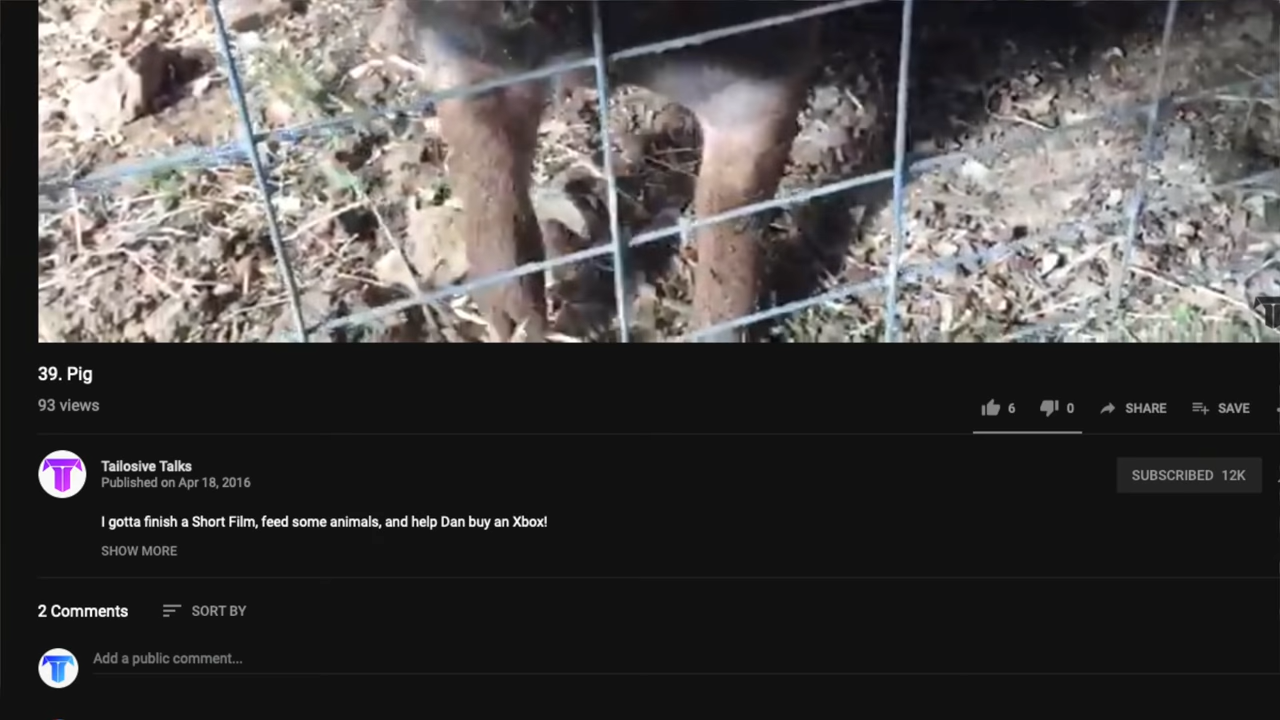 39. Pig
93 views
6
0
SHARE
SAVE
Tailosive Talks
Published on Apr 18, 2016
SUBSCRIBED 12K
I gotta finish a Short Film, feed some animals, and help Dan buy an Xbox!
SHOW MORE
2 Comments
SORT BY
Add a public comment...